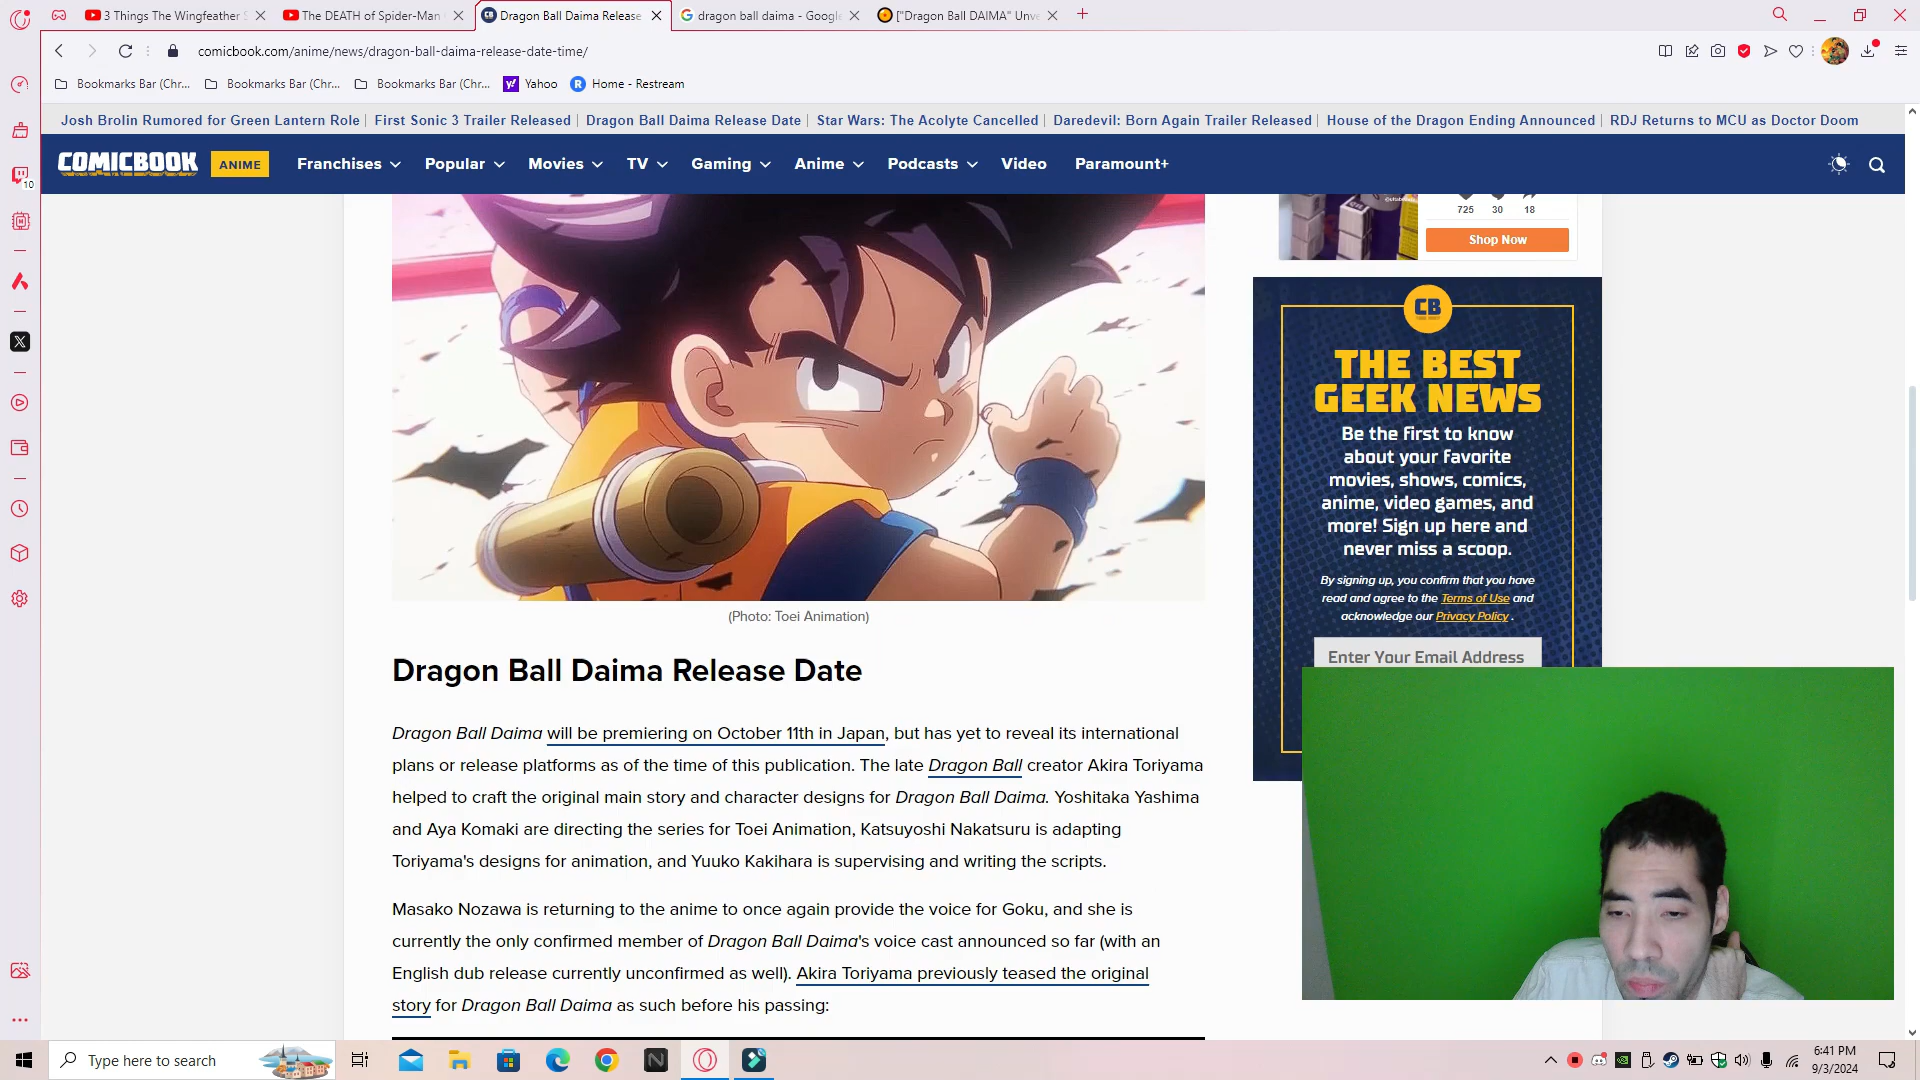 3 Things The Wingfeather S
The DEATH of Spider-Man
Dragon Ball Daima Release
dragon ball daima - Google
["Dragon Ball DAIMA" Unve
comicbook.com/anime/news/dragon-ball-daima-release-date-time/
Bookmarks Bar (Chr...
Bookmarks Bar (Chr...
Bookmarks Bar (Chr...
Yahoo
Home - Restream
Josh Brolin Rumored for Green Lantern Role | First Sonic 3 Trailer Released | Dragon Ball Daima Release Date | Star Wars: The Acolyte Cancelled | Daredevil: Born Again Trailer Released | House of the Dragon Ending Announced | RDJ Returns to MCU as Doctor Doom
COMICBOOK ANIME Franchises Popular Movies TV Gaming Anime Podcasts Video Paramount+
10
725 30 18
Shop Now
CB
THE BEST
GEEK NEWS
Be the first to know
about your favorite
movies, shows, comics,
anime, video games, and
more! Sign up here and
never miss a scoop.
By signing up, you confirm that you have
read and agree to the Terms of Use and
acknowledge our Privacy Policy .
Enter Your Email Address
(Photo: Toei Animation)
Dragon Ball Daima Release Date
Dragon Ball Daima will be premiering on October 11th in Japan, but has yet to reveal its international
plans or release platforms as of the time of this publication. The late Dragon Ball creator Akira Toriyama
helped to craft the original main story and character designs for Dragon Ball Daima. Yoshitaka Yashima
and Aya Komaki are directing the series for Toei Animation, Katsuyoshi Nakatsuru is adapting
Toriyama's designs for animation, and Yuuko Kakihara is supervising and writing the scripts.
Masako Nozawa is returning to the anime to once again provide the voice for Goku, and she is
currently the only confirmed member of Dragon Ball Daima's voice cast announced so far (with an
English dub release currently unconfirmed as well). Akira Toriyama previously teased the original
story for Dragon Ball Daima as such before his passing:
Type here to search
6:41 PM
9/3/2024